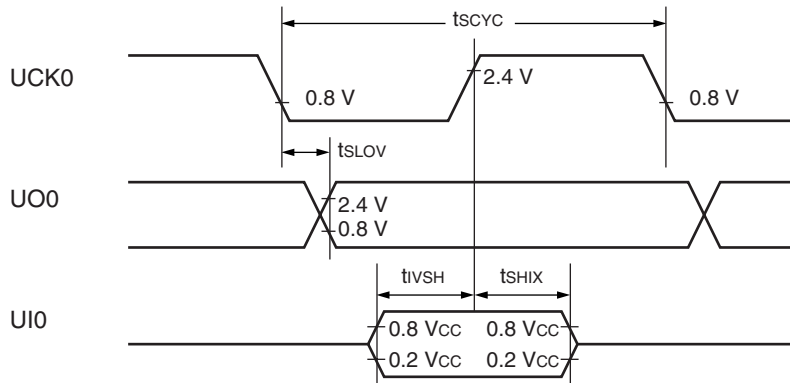 tSCYC
UCK0
0.8 V
2.4 V
0.8 V
tSLOV
UO0
2.4 V
0.8 V
tIVSH
tSHIX
UI0
0.8 VCC 0.8 VCC
0.2 VCC 0.2 VCC